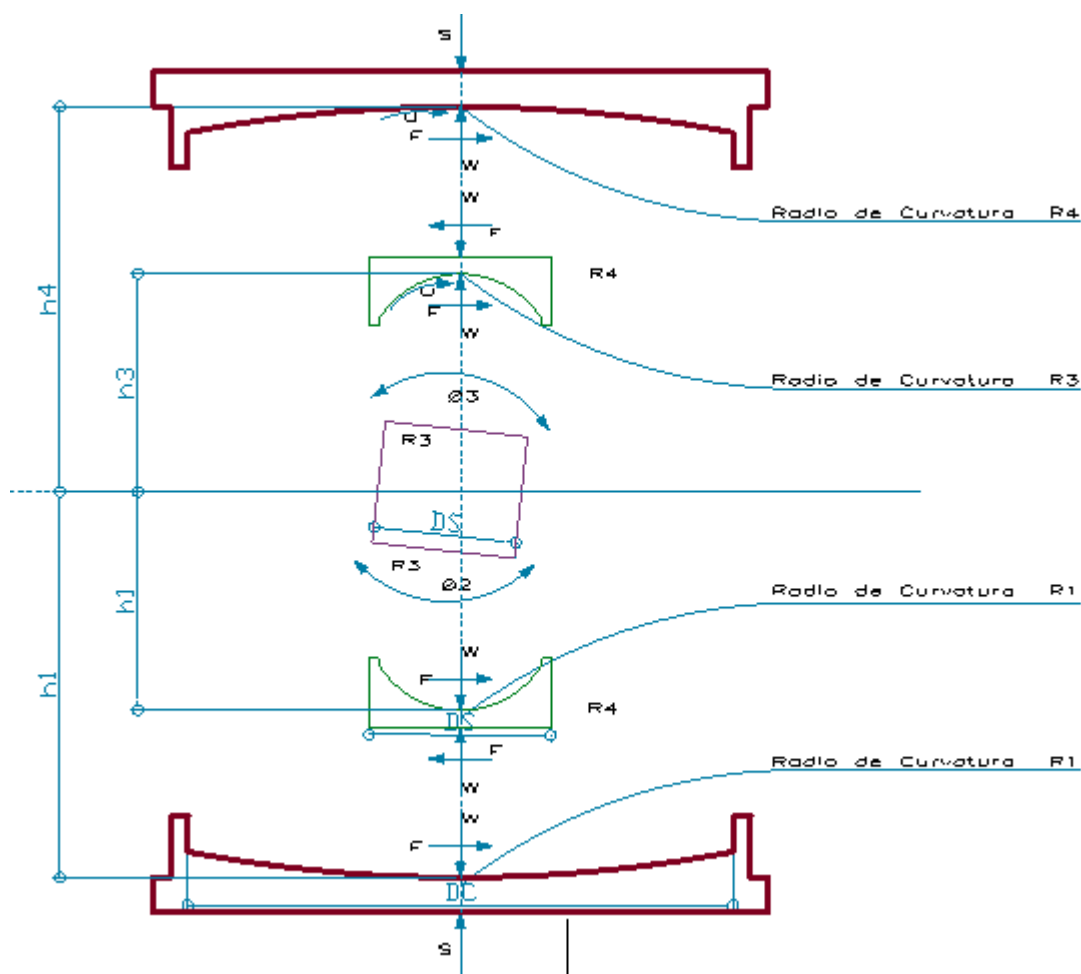 S
U
F
W
W
Radio de Curvatura R4
F
R4
U
F
W
h4
h3
Radio de Curvatura R3
Ø3
R3
DS
R3
Ø2
h1
Radio de Curvatura R1
W
F
DS
R4
F
h1
W
Radio de Curvatura R1
W
F
DC
S